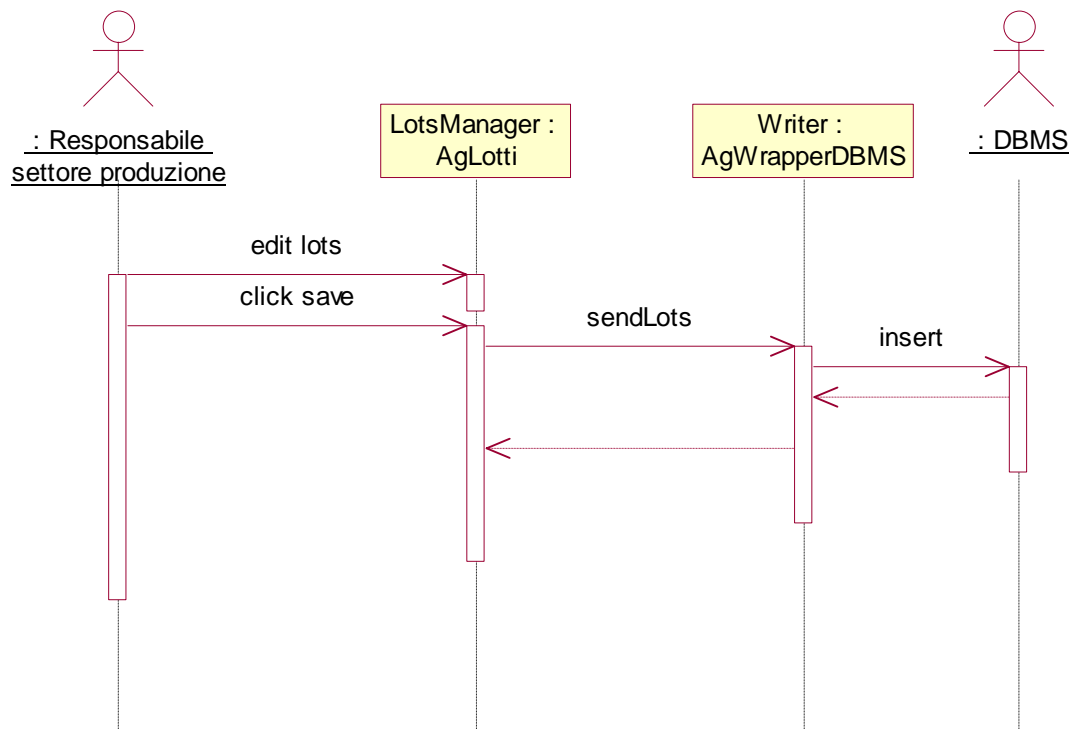 : Responsabile
settore produzione
LotsManager :
AgLotti
Writer :
AgWrapperDBMS
: DBMS
edit lots
click save
sendLots
insert